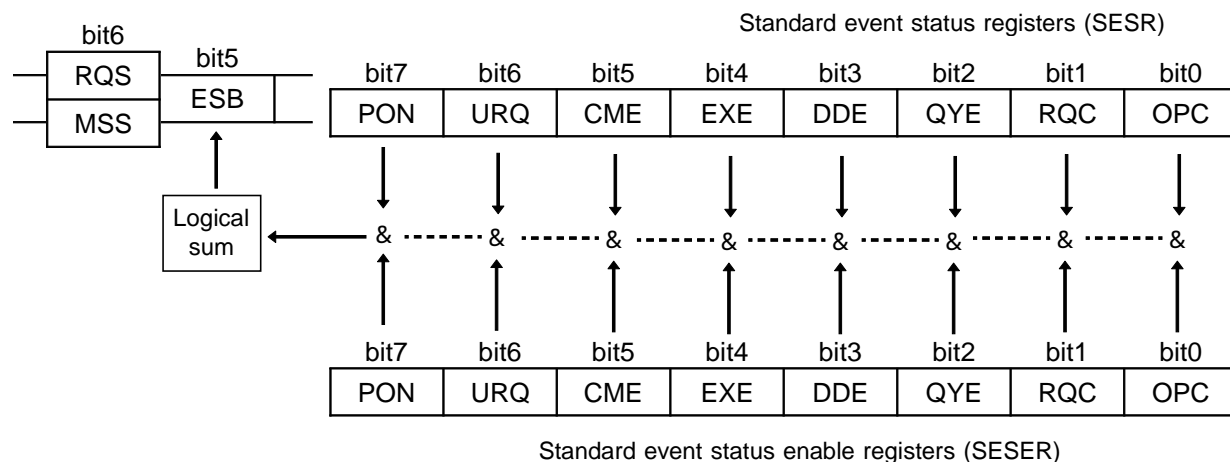 Standard event status registers (SESR)
bit6
bit5
bit7 bit6 bit5 bit4 bit3 bit2 bit1 bit0
RQS
ESB
MSS
PON URQ CME EXE DDE QYE RQC OPC
Logical
sum
& & & & & & & &
bit7 bit6 bit5 bit4 bit3 bit2 bit1 bit0
PON URQ CME EXE DDE QYE RQC OPC
Standard event status enable registers (SESER)